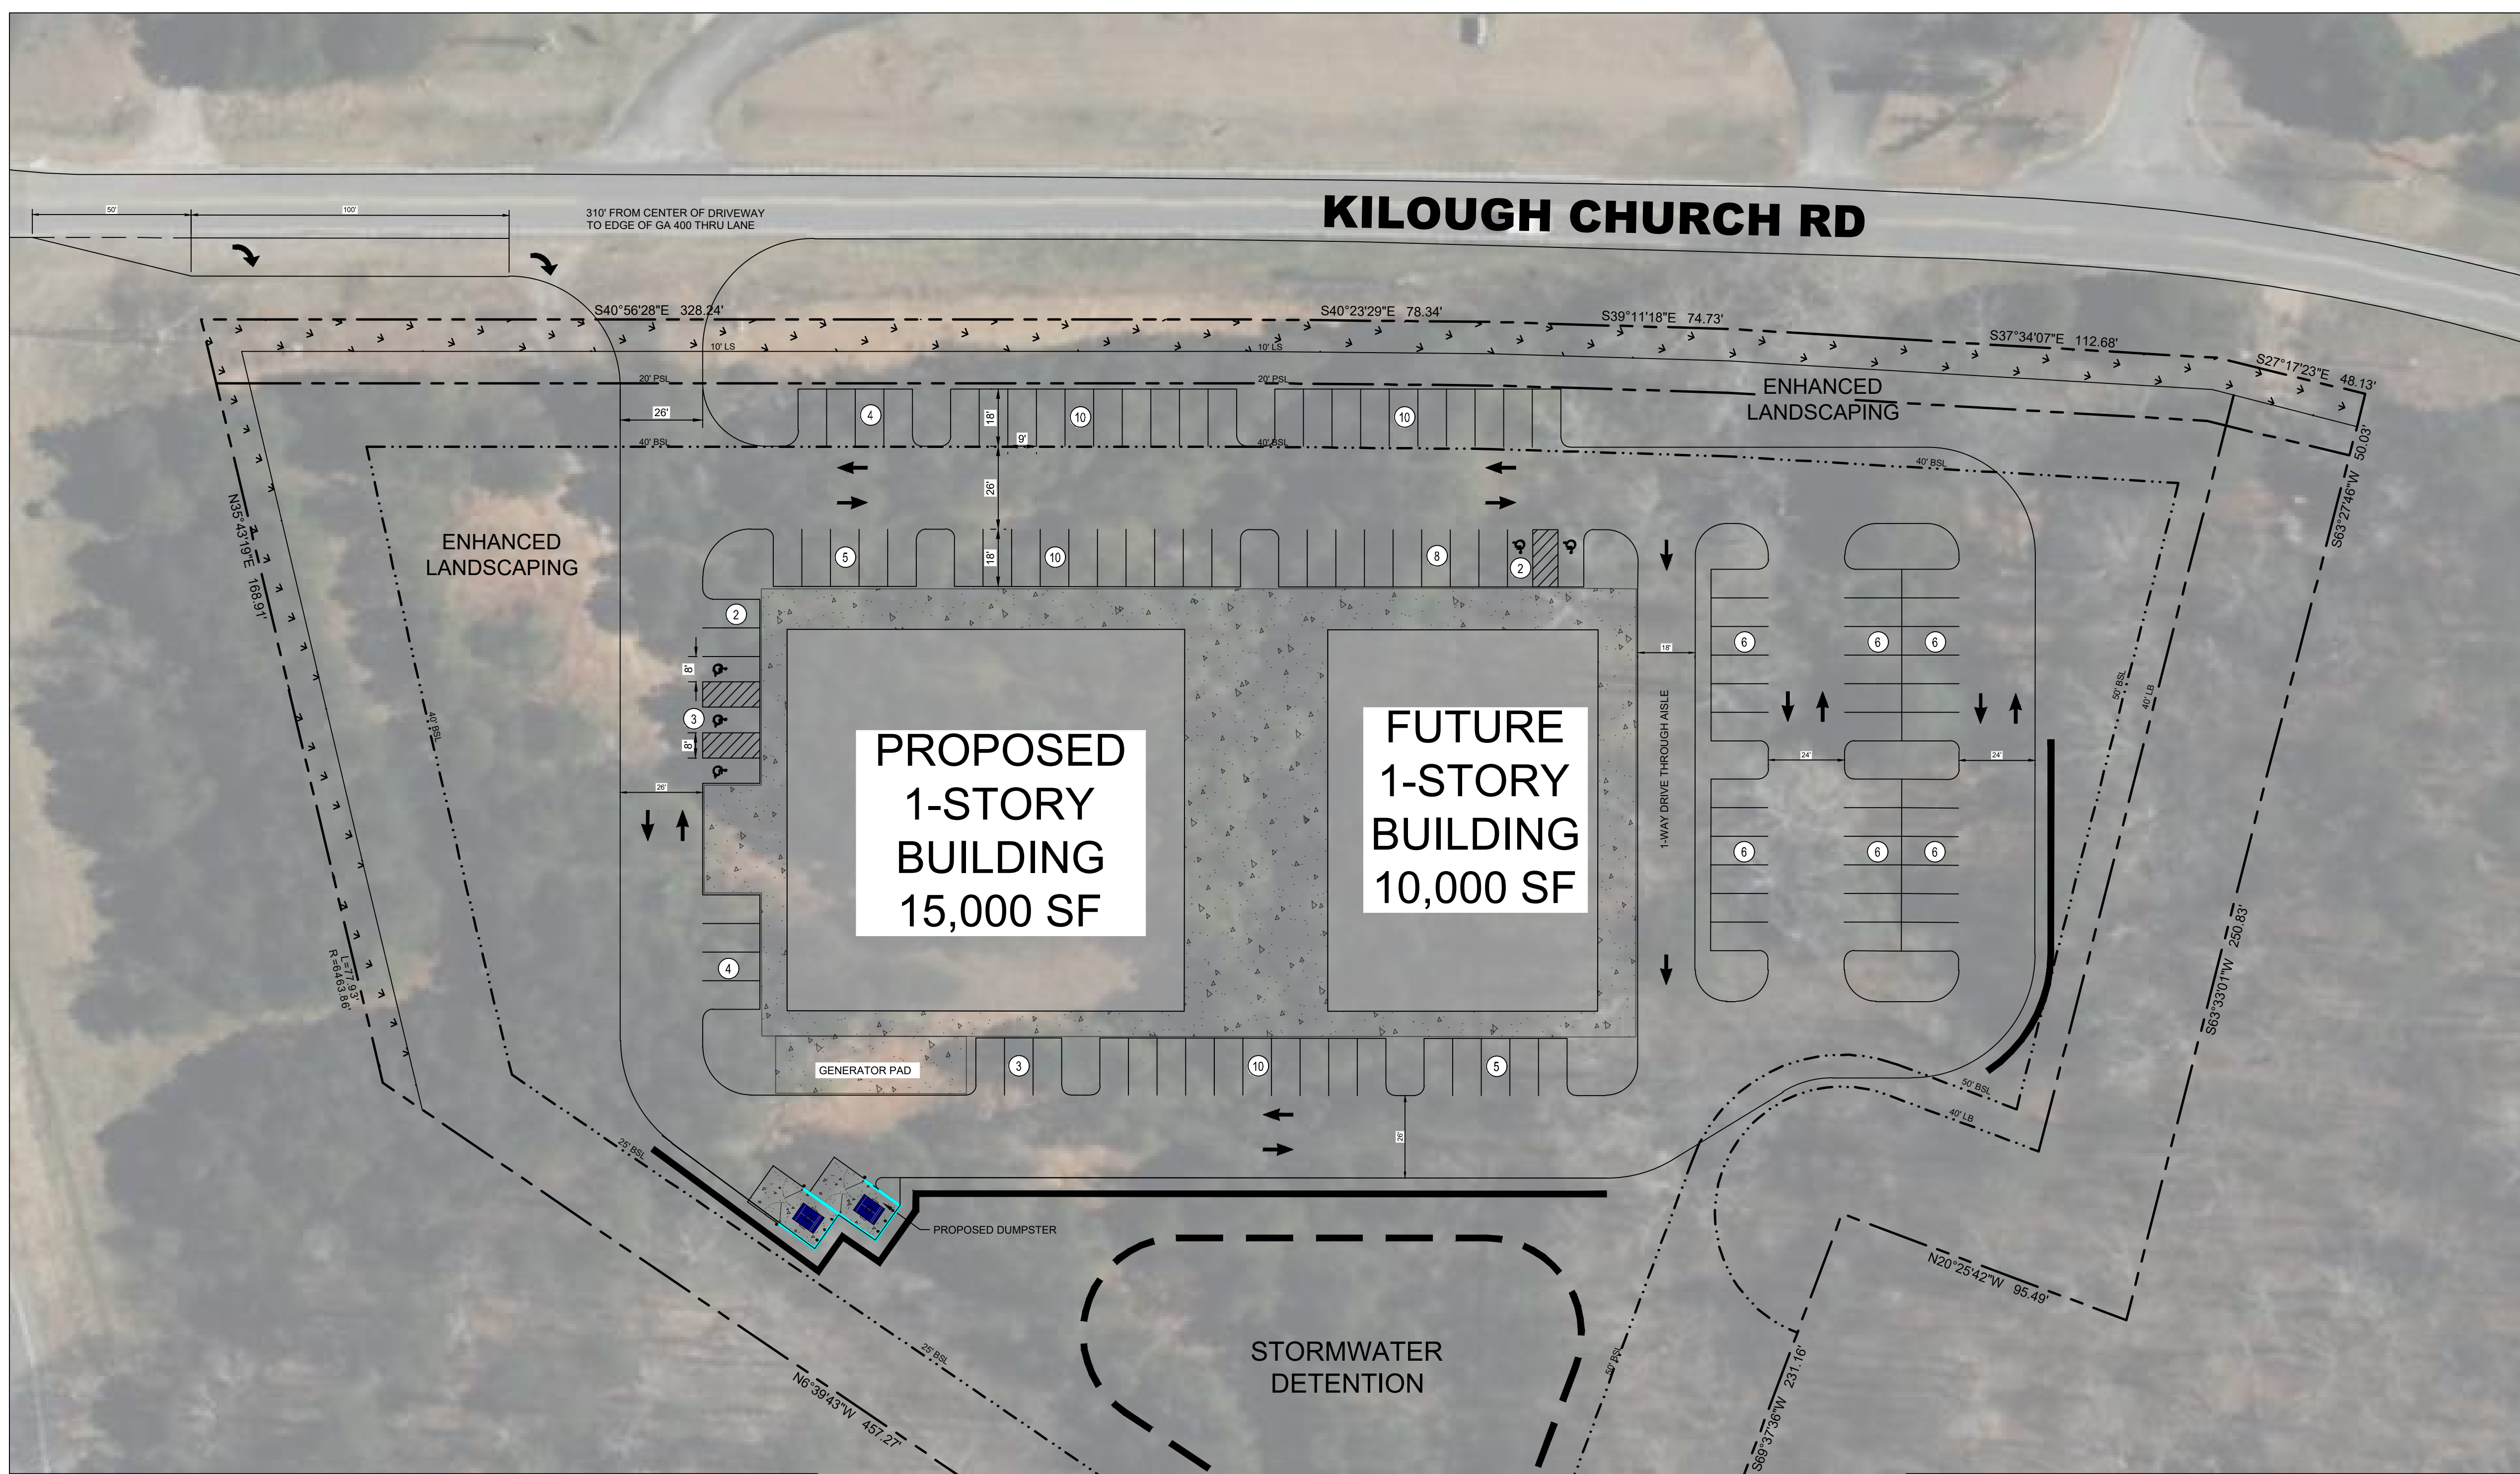 KILOUGH CHURCH RD
50'
100'
310' FROM CENTER OF DRIVEWAY
TO EDGE OF GA 400 THRU LANE
S40°56'28"E 328.24'
S40°23'29"E 78.34'
S39°11'18"E 74.73'
S37°34'07"E 112.68'
S27°17'23"E 48.13'
10' LS
10' LS
20' PSL
20' PSL
ENHANCED
LANDSCAPING
26'
4
18'
10
10
9'
40' BSL
40' BSL
40' BSL
S63°27'46"W 50.03'
26'
N35°43'19"E 168.91'
ENHANCED
LANDSCAPING
5
18'
10
8
2
2
6
6
6
18'
8'
3
8'
40' BSL
1-WAY DRIVE THROUGH AISLE
50' BSL
40' LB
PROPOSED
1-STORY
BUILDING
15,000 SF
FUTURE
1-STORY
BUILDING
10,000 SF
24'
24'
26'
6
6
6
S63°33'01"W 250.83'
L=77.93'
R=6463.86'
4
GENERATOR PAD
3
10
5
50' BSL
40' LB
26'
25' BSL
PROPOSED DUMPSTER
N20°25'42"W 95.49'
STORMWATER
DETENTION
25' BSL
50' BSL
N6°39'43"W 457.27'
S69°37'36"W 231.16'